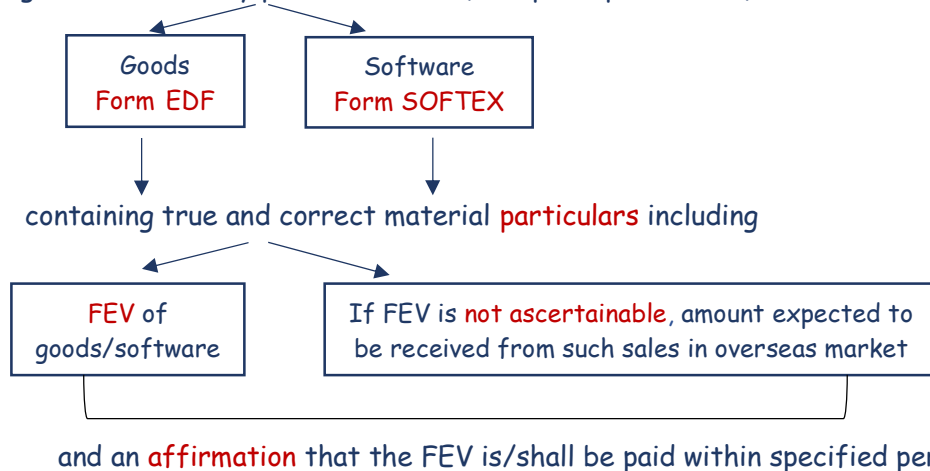 Goods
Form EDF
Software
Form SOFTEX
containing true and correct material particulars including
FEV of
goods/software
If FEV is not ascertainable, amount expected to
be received from such sales in overseas market
and an affirmation that the FEV is/shall be paid within specified